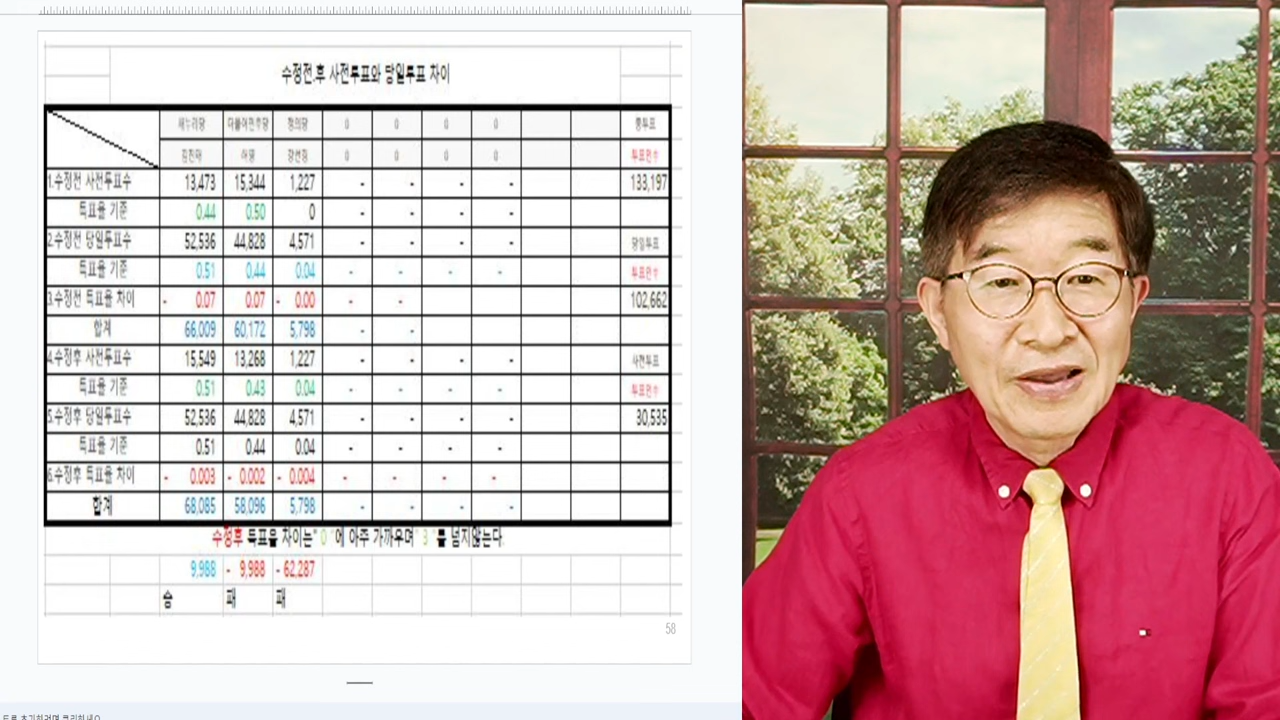 수정전.후 사전투표와 당일투표 차이
새누리당 더불어민주당 정의당 0 0 0 0 총투표
김진태 허영 강선경 0 0 0 0 투표만수
1.수정전 사전투표수 13,473 15,344 1,227 - - - - 133,197
득표율 기준 0.44 0.50 0 - - - -
2.수정전 당일투표수 52,536 44,828 4,571 - - - - 당일투표
득표율 기준 0.51 0.44 0.04 - - - - 투표만수
3.수정전 득표율 차이 - 0.07 0.07 - 0.00 - - 102,662
합계 66,009 60,172 5,798 - -
4.수정후 사전투표수 15,549 13,268 1,227 - - - - 사전투표
득표율 기준 0.51 0.43 0.04 - - - - 투표만수
5.수정후 당일투표수 52,536 44,828 4,571 - - - - 30,535
득표율 기준 0.51 0.44 0.04 - - - -
6.수정후 득표율 차이 - 0.003 - 0.002 - 0.004 - - - -
합계 68,085 58,096 5,798 - - - -
수정후 득표율 차이는" 0 "에 아주 가까우며" 3 "를 넘지않는다.
9,988 - 9,988 - 62,287
승 패 패
58